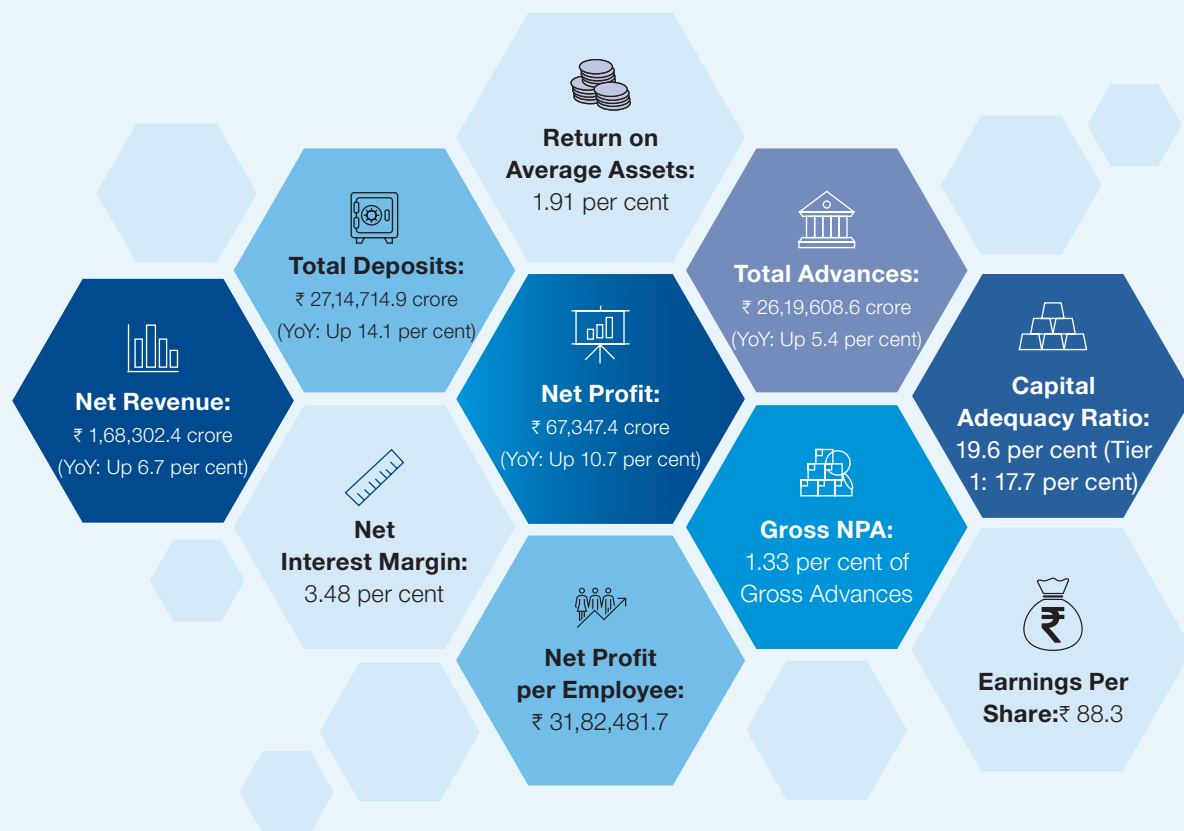 Return on
Average Assets:
1.91 per cent
Total Deposits:
₹ 27,14,714.9 crore
(YoY: Up 14.1 per cent)
Total Advances:
₹ 26,19,608.6 crore
(YoY: Up 5.4 per cent)
Net Revenue:
₹ 1,68,302.4 crore
(YoY: Up 6.7 per cent)
Net Profit:
₹ 67,347.4 crore
(YoY: Up 10.7 per cent)
Capital
Adequacy Ratio:
19.6 per cent (Tier
1: 17.7 per cent)
Net
Interest Margin:
3.48 per cent
Gross NPA:
1.33 per cent of
Gross Advances
Net Profit
per Employee:
₹ 31,82,481.7
₹
Earnings Per
Share:₹ 88.3